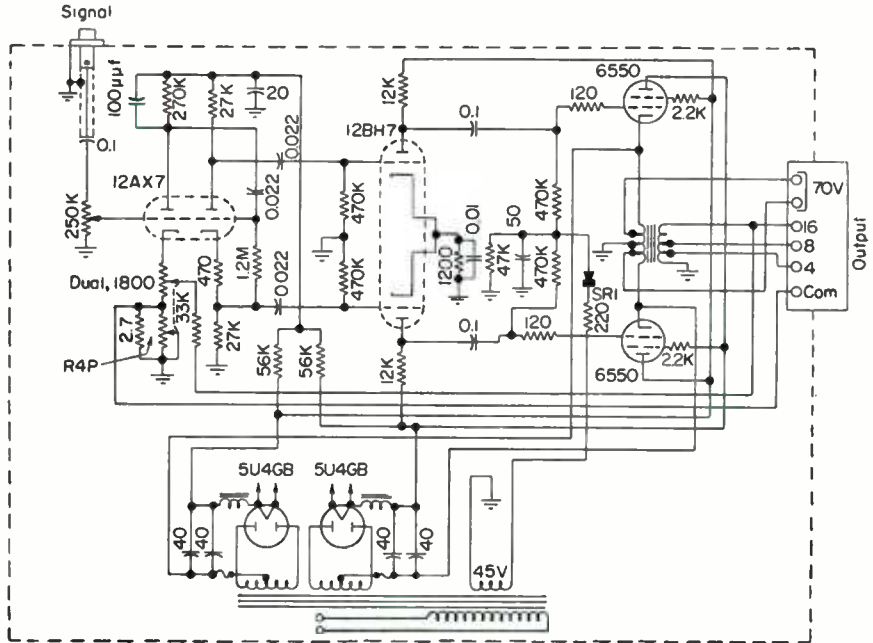 Signal
100μμf
270K
27K
20
0.1
12AX7
0.022
0.022
250K
470
1.2M
0.022
Dual, 1800
33K
2.7
R4P
27K
56K
56K
12BH7
12K
470K
470K
12K
0.1
0.01
1200
47K
50
470K
470K
SR1
220
0.1
120
120
6550
2.2K
6550
2.2K
70V
16
8
4
Com
Output
5U4GB
5U4GB
40
40
40
40
45V